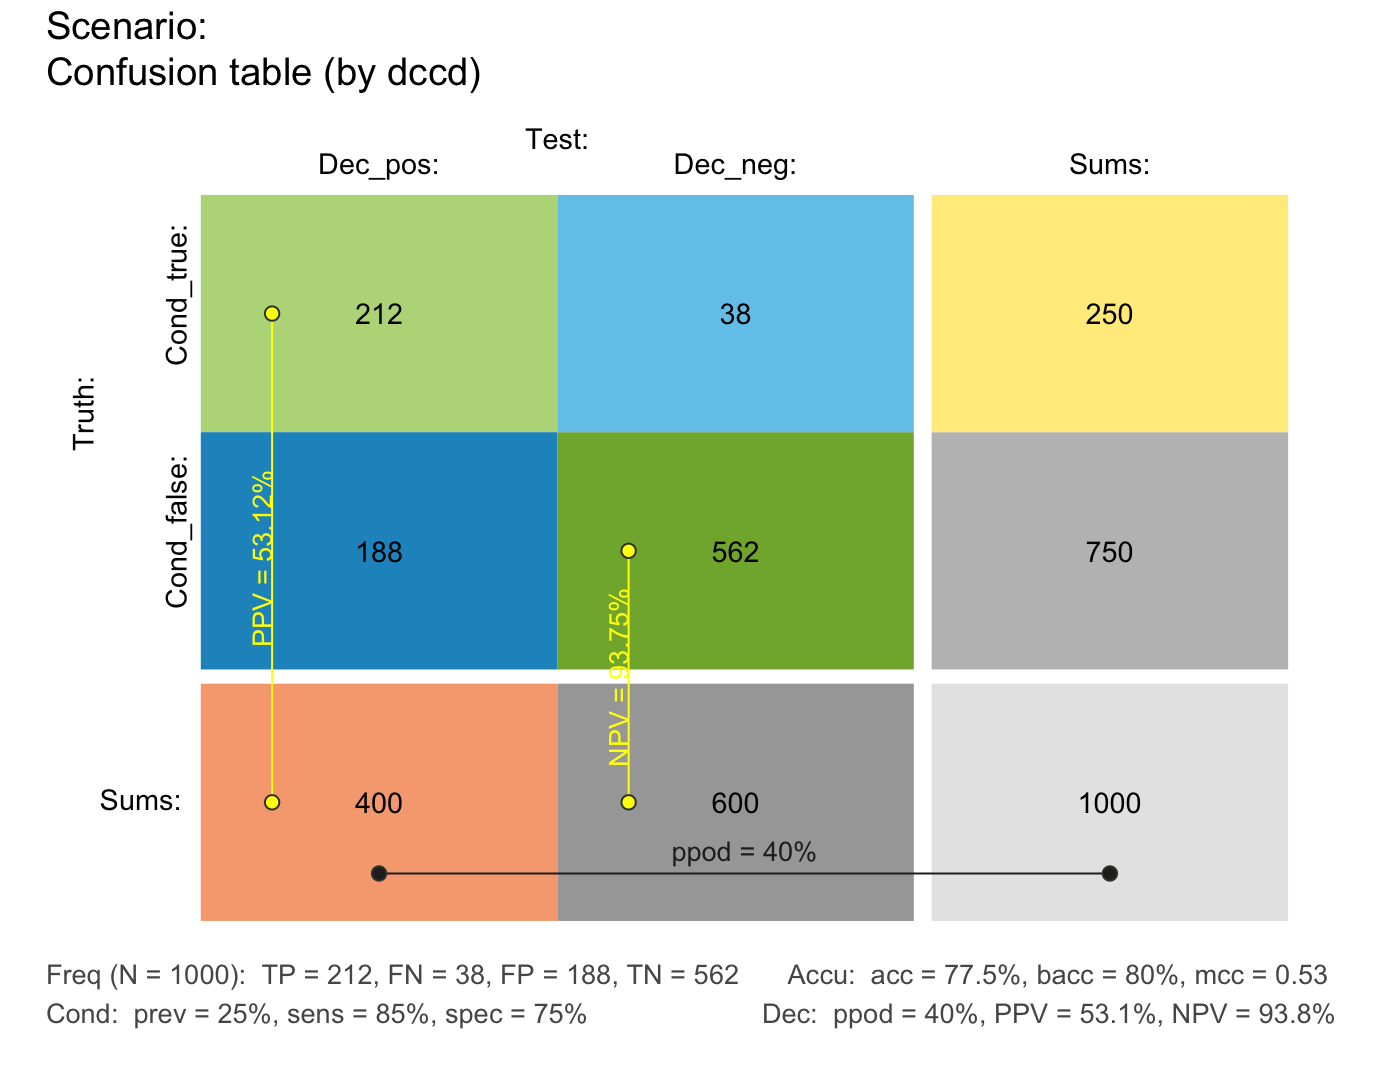 Scenario:
Confusion table (by dccd)
Test:
Dec_pos:
Dec_neg:
Sums:
Truth:
Cond_true:
212
38
250
Cond_false:
188
562
750
PPV = 53.12%
NPV = 93.75%
Sums:
400
600
1000
ppod = 40%
Freq (N = 1000):  TP = 212, FN = 38, FP = 188, TN = 562
Accu:  acc = 77.5%, bacc = 80%, mcc = 0.53
Cond:  prev = 25%, sens = 85%, spec = 75%
Dec:  ppod = 40%, PPV = 53.1%, NPV = 93.8%